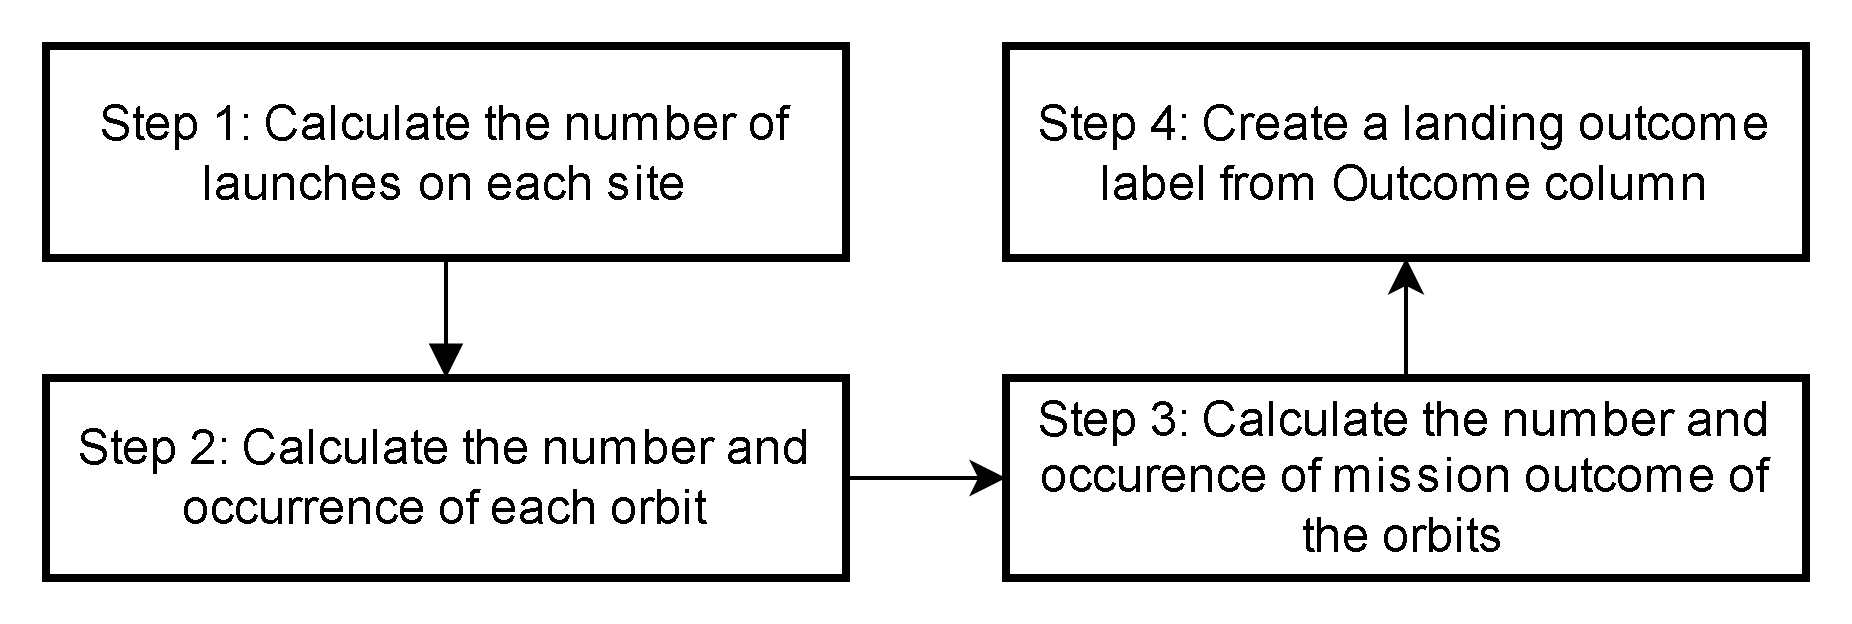 Step 1: Calculate the number of
launches on each site
Step 2: Calculate the number and
occurrence of each orbit
Step 3: Calculate the number and
occurence of mission outcome of
the orbits
Step 4: Create a landing outcome
label from Outcome column